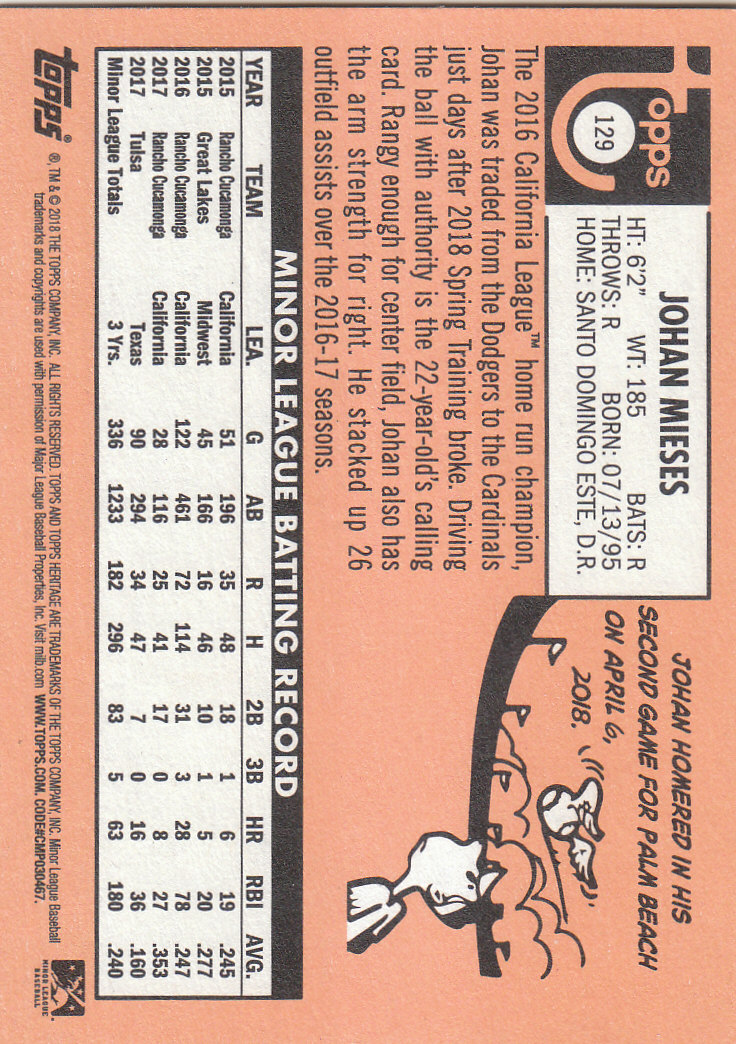 topps
129
JOHAN MIESES
HT: 6'2" WT: 185 BATS: R
THROWS: R BORN: 07/13/95
HOME: SANTO DOMINGO ESTE, D.R.
JOHAN HOMERED IN HIS
SECOND GAME FOR PALM BEACH
ON APRIL 6,
2018.
The 2016 California League™ home run champion,
Johan was traded from the Dodgers to the Cardinals
just days after 2018 Spring Training broke. Driving
the ball with authority is the 22-year-old's calling
card. Rangy enough for center field, Johan also has
the arm strength for right. He stacked up 26
outfield assists over the 2016-17 seasons.
MINOR LEAGUE BATTING RECORD
YEAR TEAM LEA. G AB R H 2B 3B HR RBI AVG.
2015 Rancho Cucamonga California 51 196 35 48 18 1 6 19 .245
2015 Great Lakes Midwest 45 166 16 46 10 1 5 20 .277
2016 Rancho Cucamonga California 122 461 72 114 31 3 28 78 .247
2017 Rancho Cucamonga California 28 116 25 41 17 0 8 27 .353
2017 Tulsa Texas 90 294 34 47 7 0 16 36 .160
Minor League Totals 3 Yrs. 336 1233 182 296 83 5 63 180 .240
topps®
®, TM & © 2018 THE TOPPS COMPANY, INC. ALL RIGHTS RESERVED. TOPPS AND TOPPS HERITAGE ARE TRADEMARKS OF THE TOPPS COMPANY, INC. Minor League Baseball
trademarks and copyrights are used with permission of Major League Baseball Properties, Inc. Visit milb.com WWW.TOPPS.COM. CODE#CMP030467.
MINOR LEAGUE
BASEBALL